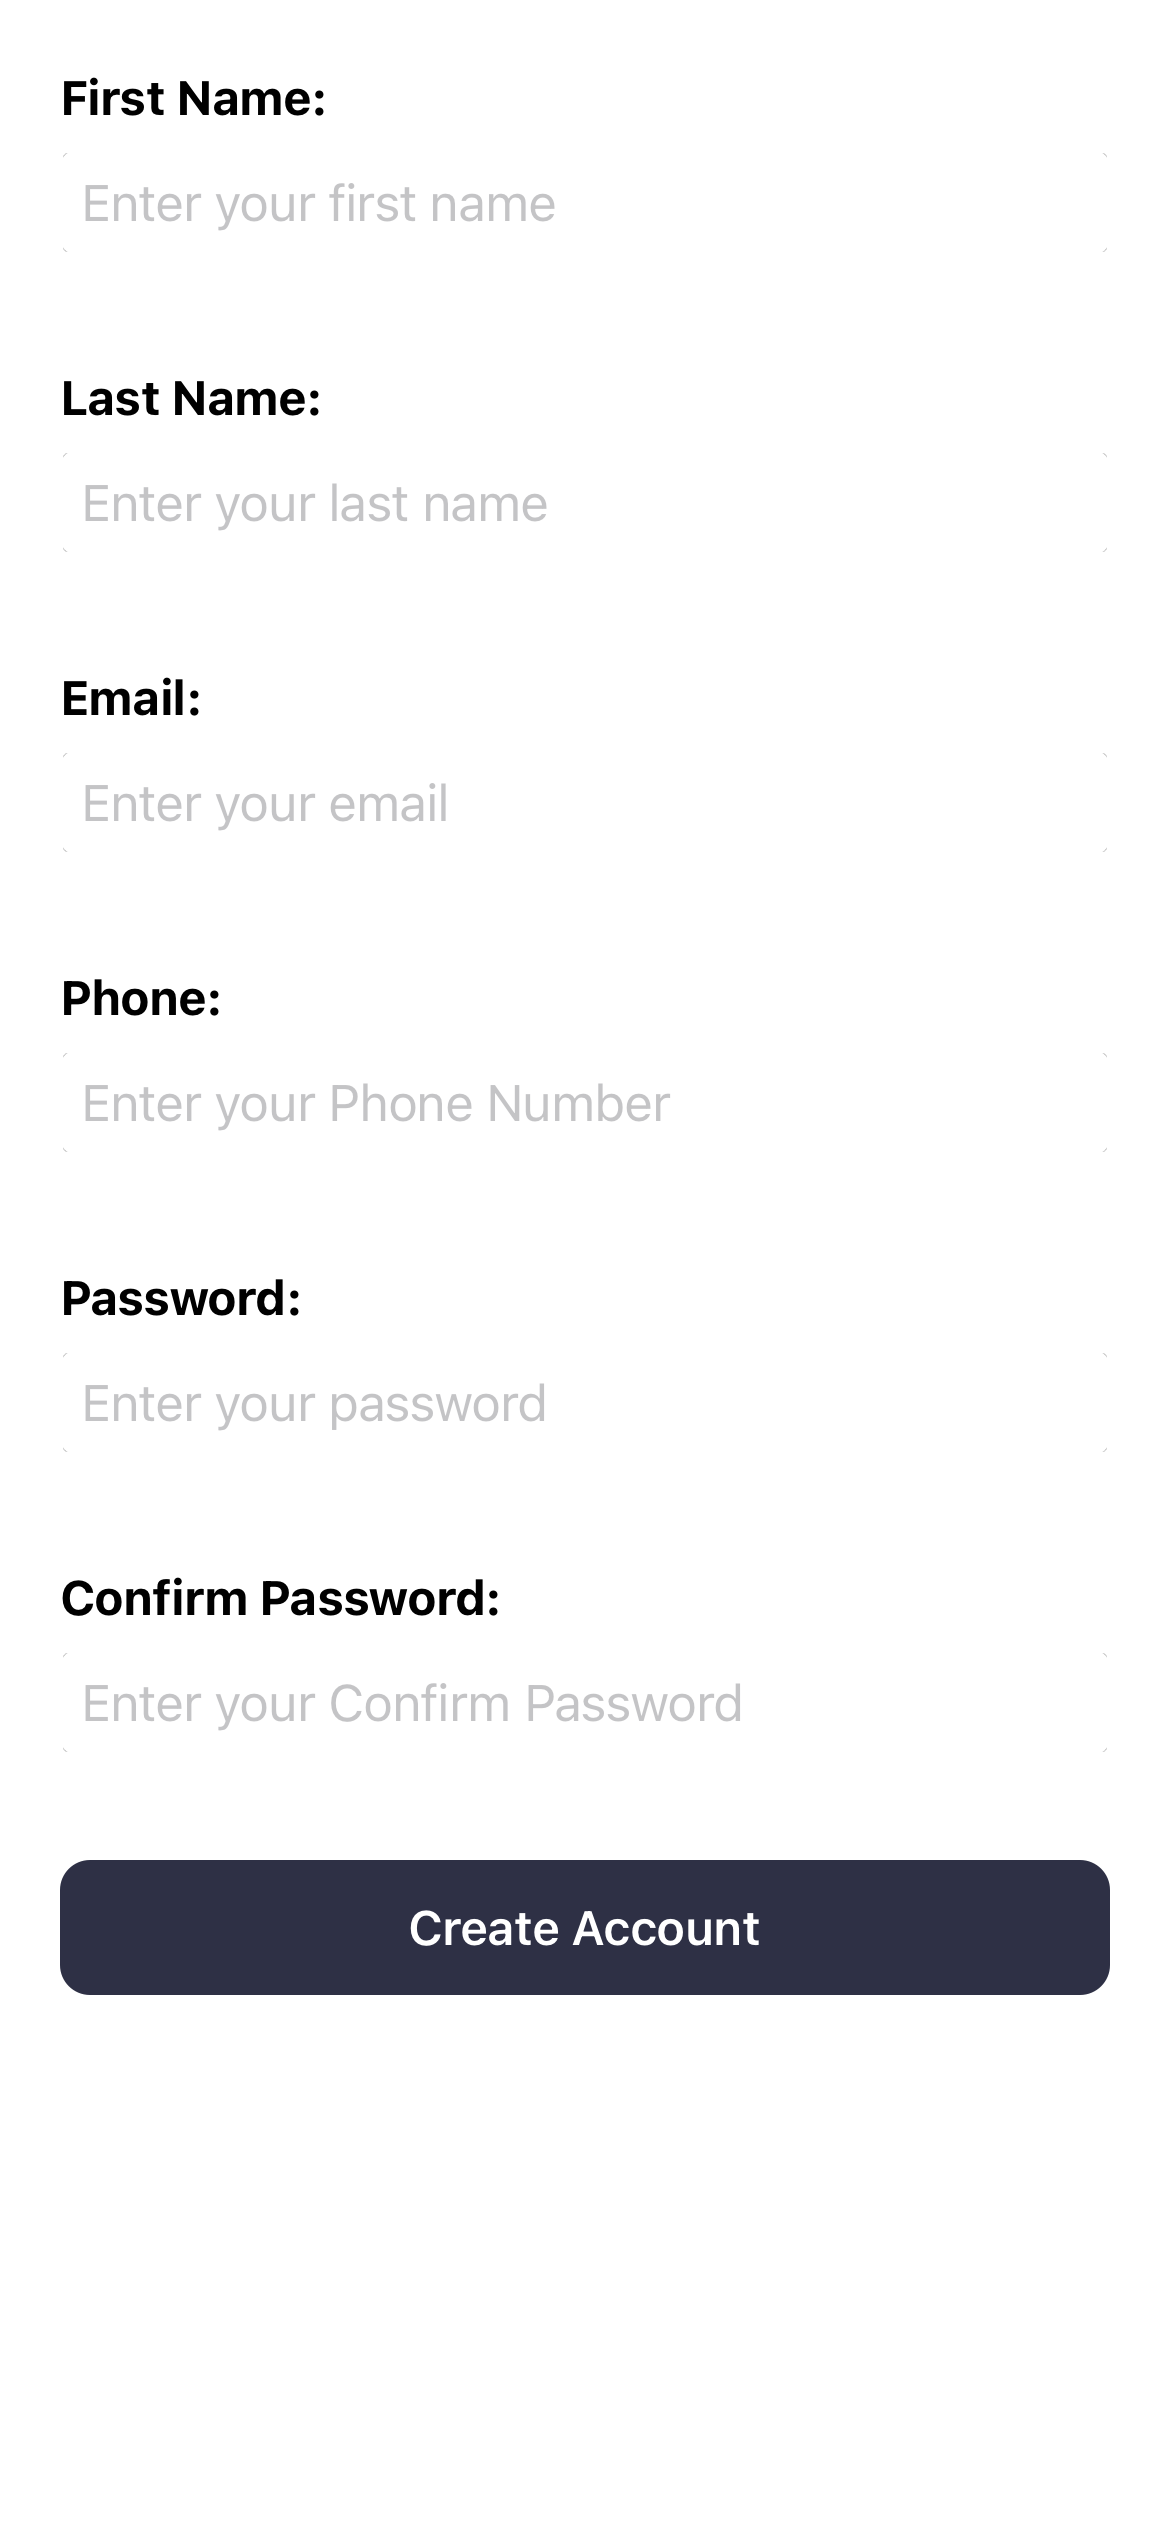 First Name:
Enter your first name
Last Name:
Enter your last name
Email:
Enter your email
Phone:
Enter your Phone Number
Password:
Enter your password
Confirm Password:
Enter your Confirm Password
Create Account